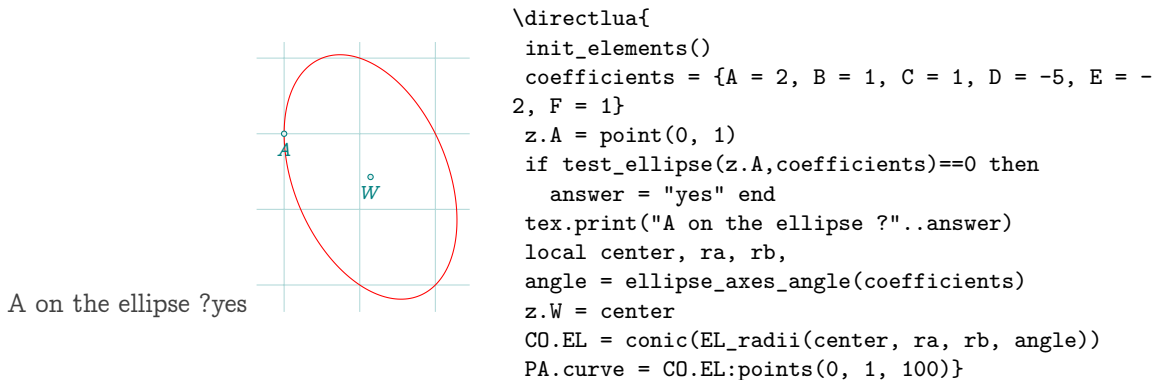 A on the ellipse ?yes
A
W
\directlua{
init_elements()
coefficients = {A = 2, B = 1, C = 1, D = -5, E = -
2, F = 1}
z.A = point(0, 1)
if test_ellipse(z.A,coefficients)==0 then
answer = "yes" end
tex.print("A on the ellipse ?"..answer)
local center, ra, rb,
angle = ellipse_axes_angle(coefficients)
z.W = center
CO.EL = conic(EL_radii(center, ra, rb, angle))
PA.curve = CO.EL:points(0, 1, 100)}